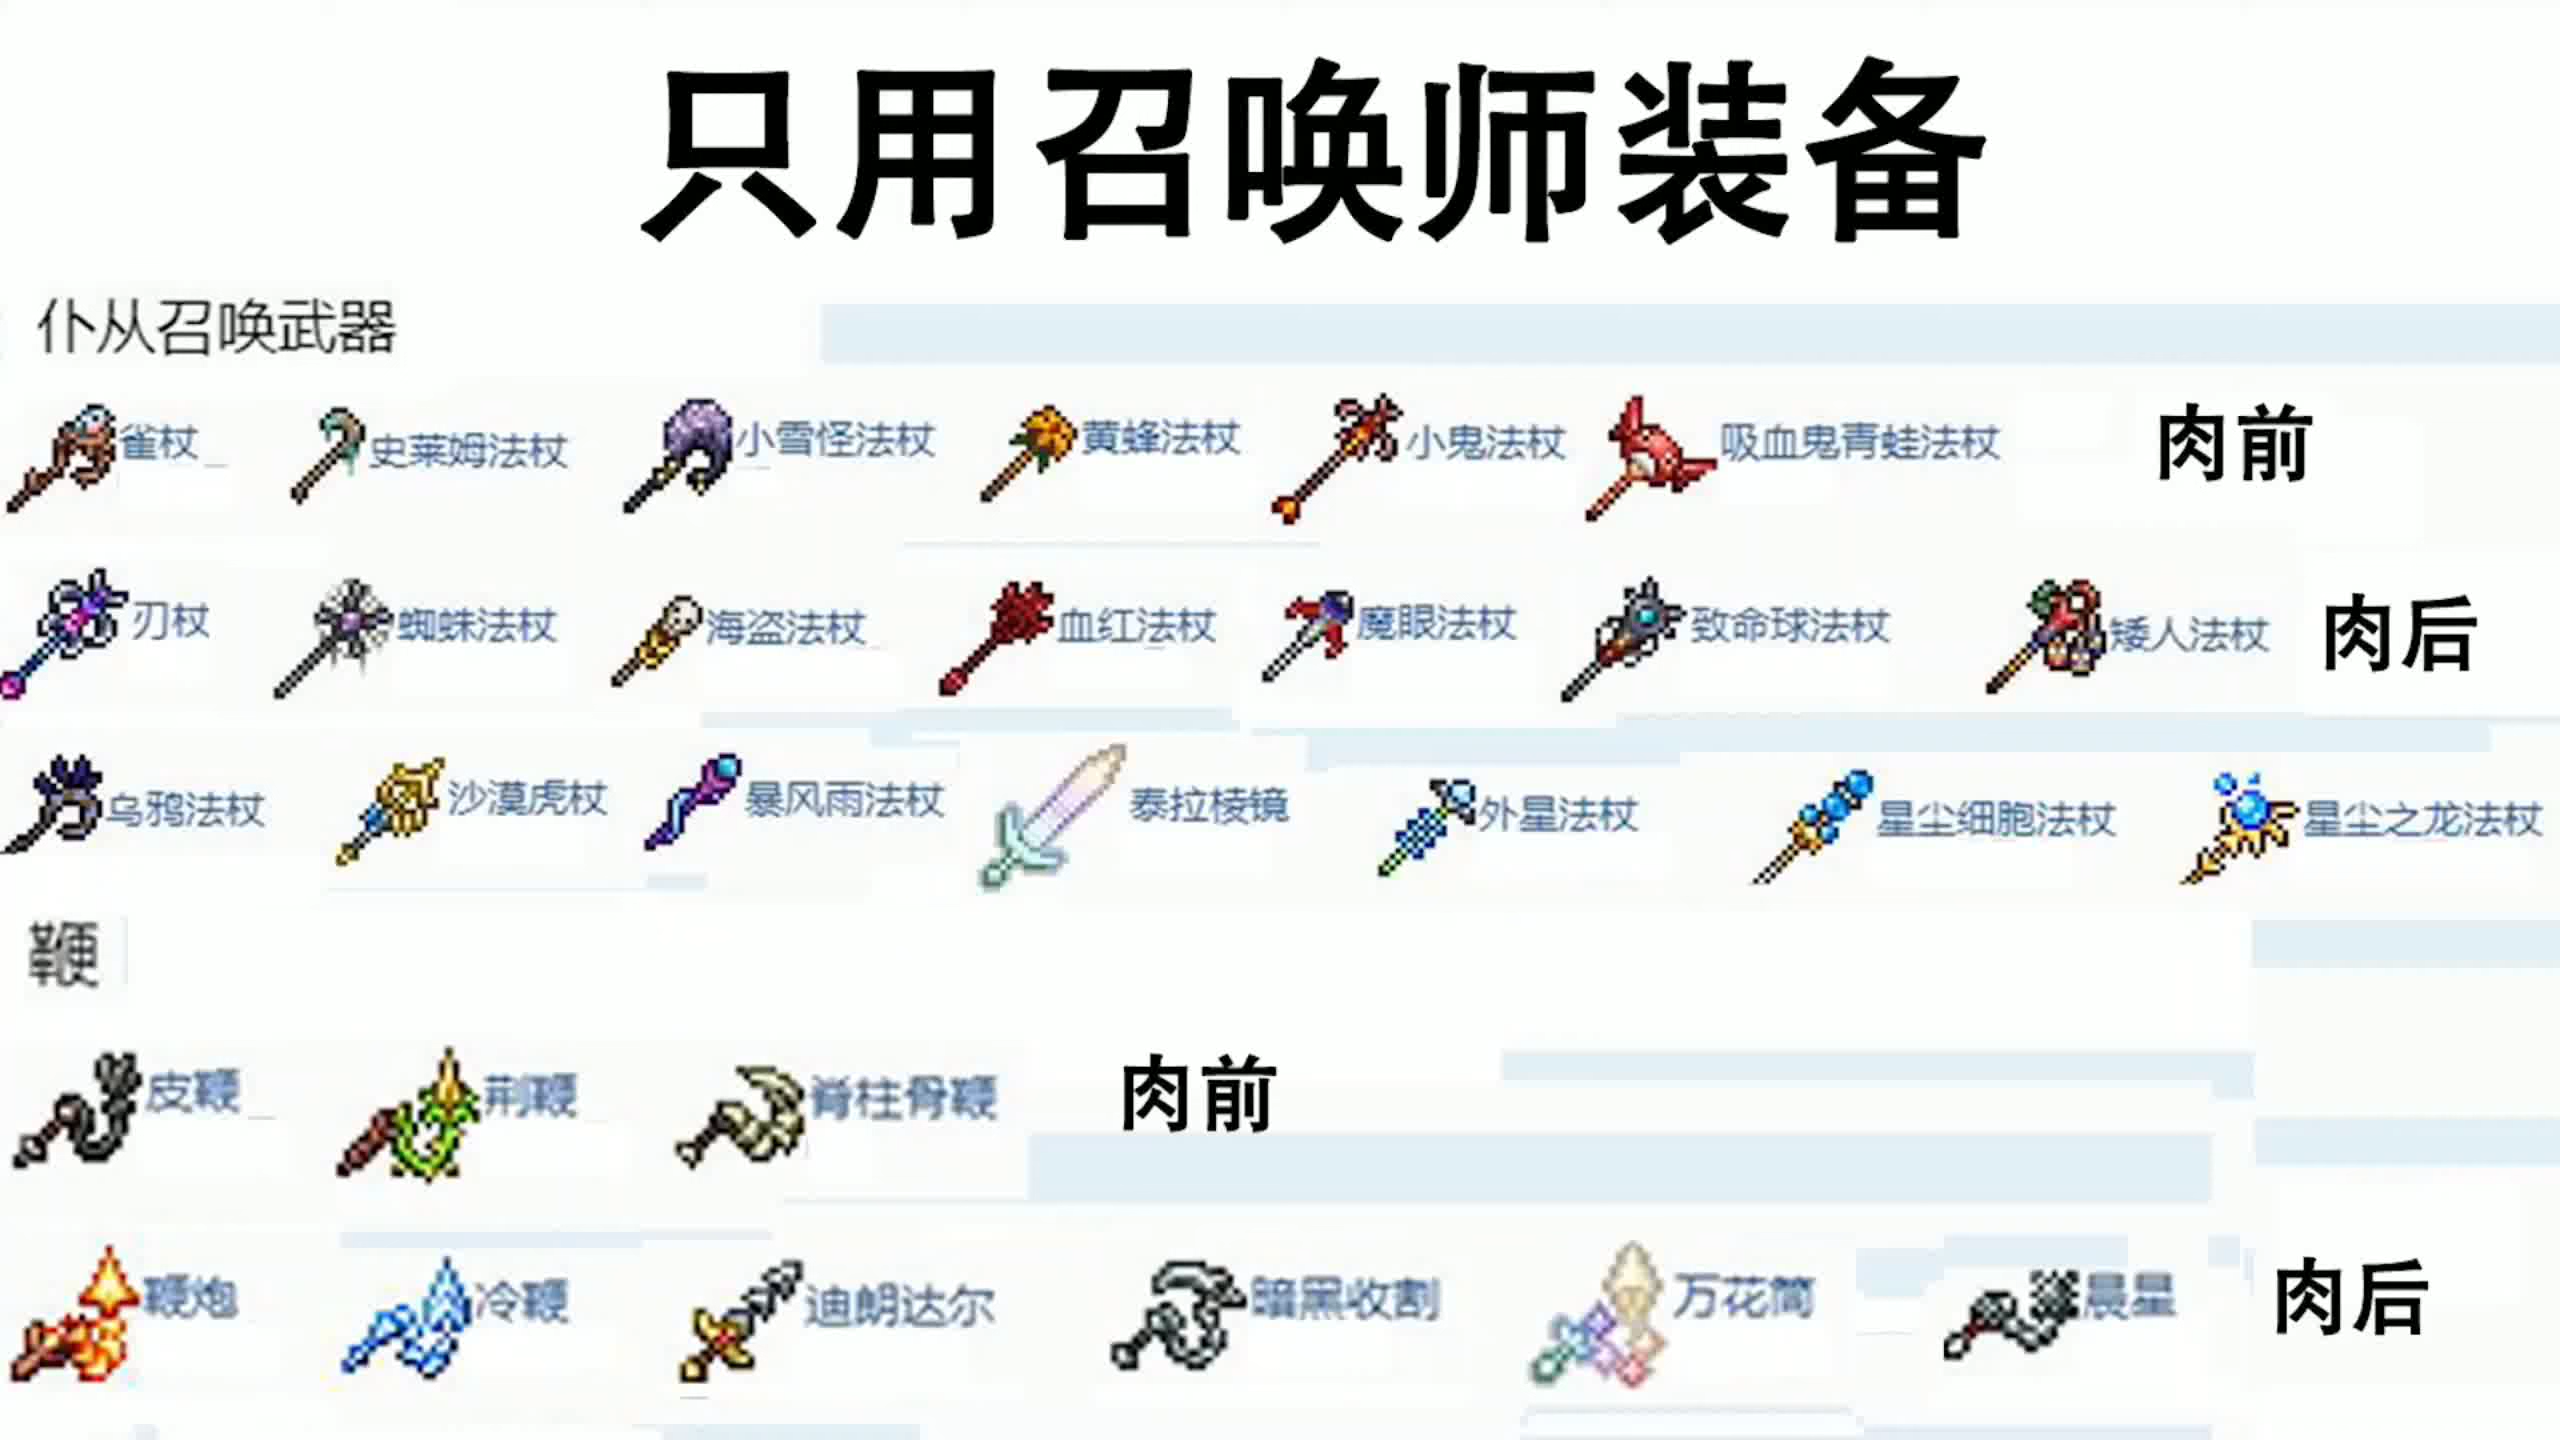 只用召唤师装备
仆从召唤武器
雀杖 史莱姆法杖 小雪怪法杖 黄蜂法杖 小鬼法杖 吸血鬼青蛙法杖 肉前
刃杖 蜘蛛法杖 海盗法杖 血红法杖 魔眼法杖 致命球法杖 矮人法杖 肉后
乌鸦法杖 沙漠虎杖 暴风雨法杖 泰拉棱镜 外星法杖 星尘细胞法杖 星尘之龙法杖
鞭
皮鞭 荆鞭 脊柱骨鞭 肉前
鞭炮 冷鞭 迪朗达尔 暗黑收割 万花筒 晨星 肉后